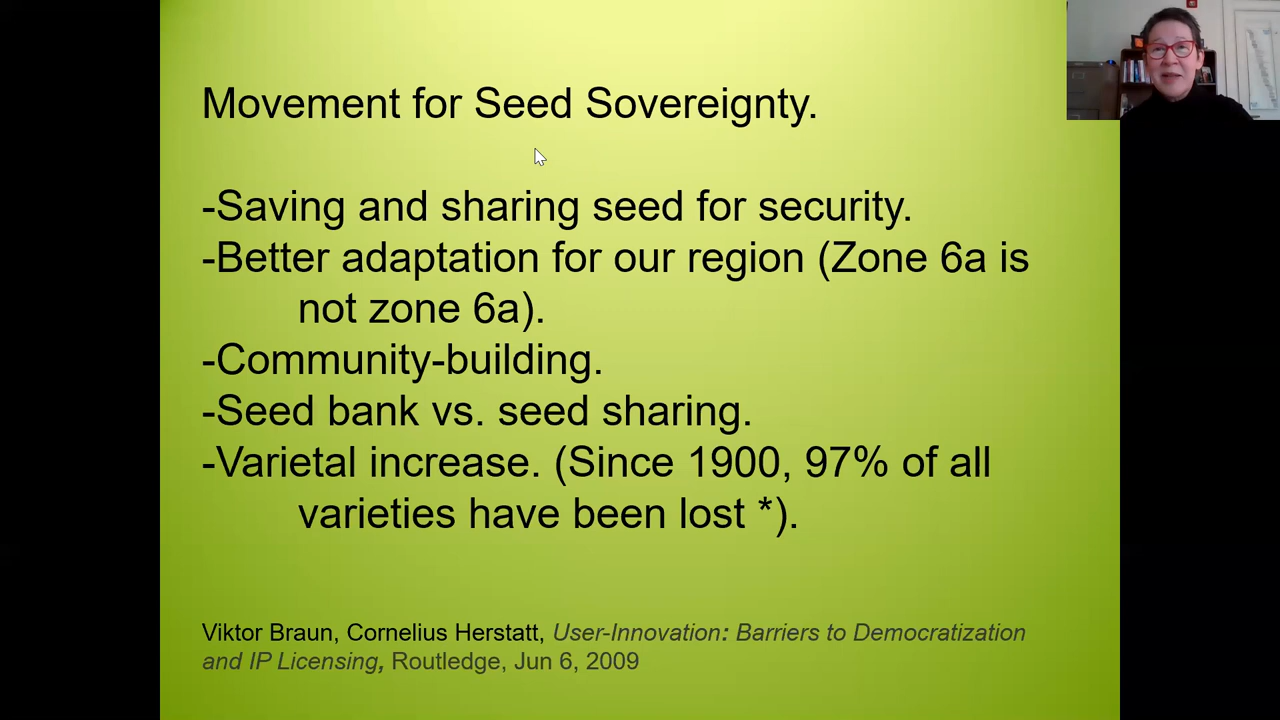 Movement for Seed Sovereignty.
-Saving and sharing seed for security.
-Better adaptation for our region (Zone 6a is
not zone 6a).
-Community-building.
-Seed bank vs. seed sharing.
-Varietal increase. (Since 1900, 97% of all
varieties have been lost *).
Viktor Braun, Cornelius Herstatt, User-Innovation: Barriers to Democratization
and IP Licensing, Routledge, Jun 6, 2009